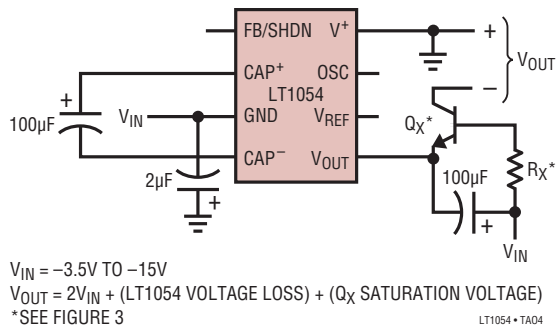 FB/SHDN V+
CAP+ OSC
LT1054
GND VREF
CAP– VOUT
+
100µF
VIN
2µF
+
+
VOUT
–
QX*
RX*
100µF
+
VIN
VIN = –3.5V TO –15V
VOUT = 2VIN + (LT1054 VOLTAGE LOSS) + (QX SATURATION VOLTAGE)
*SEE FIGURE 3
LT1054 • TA04